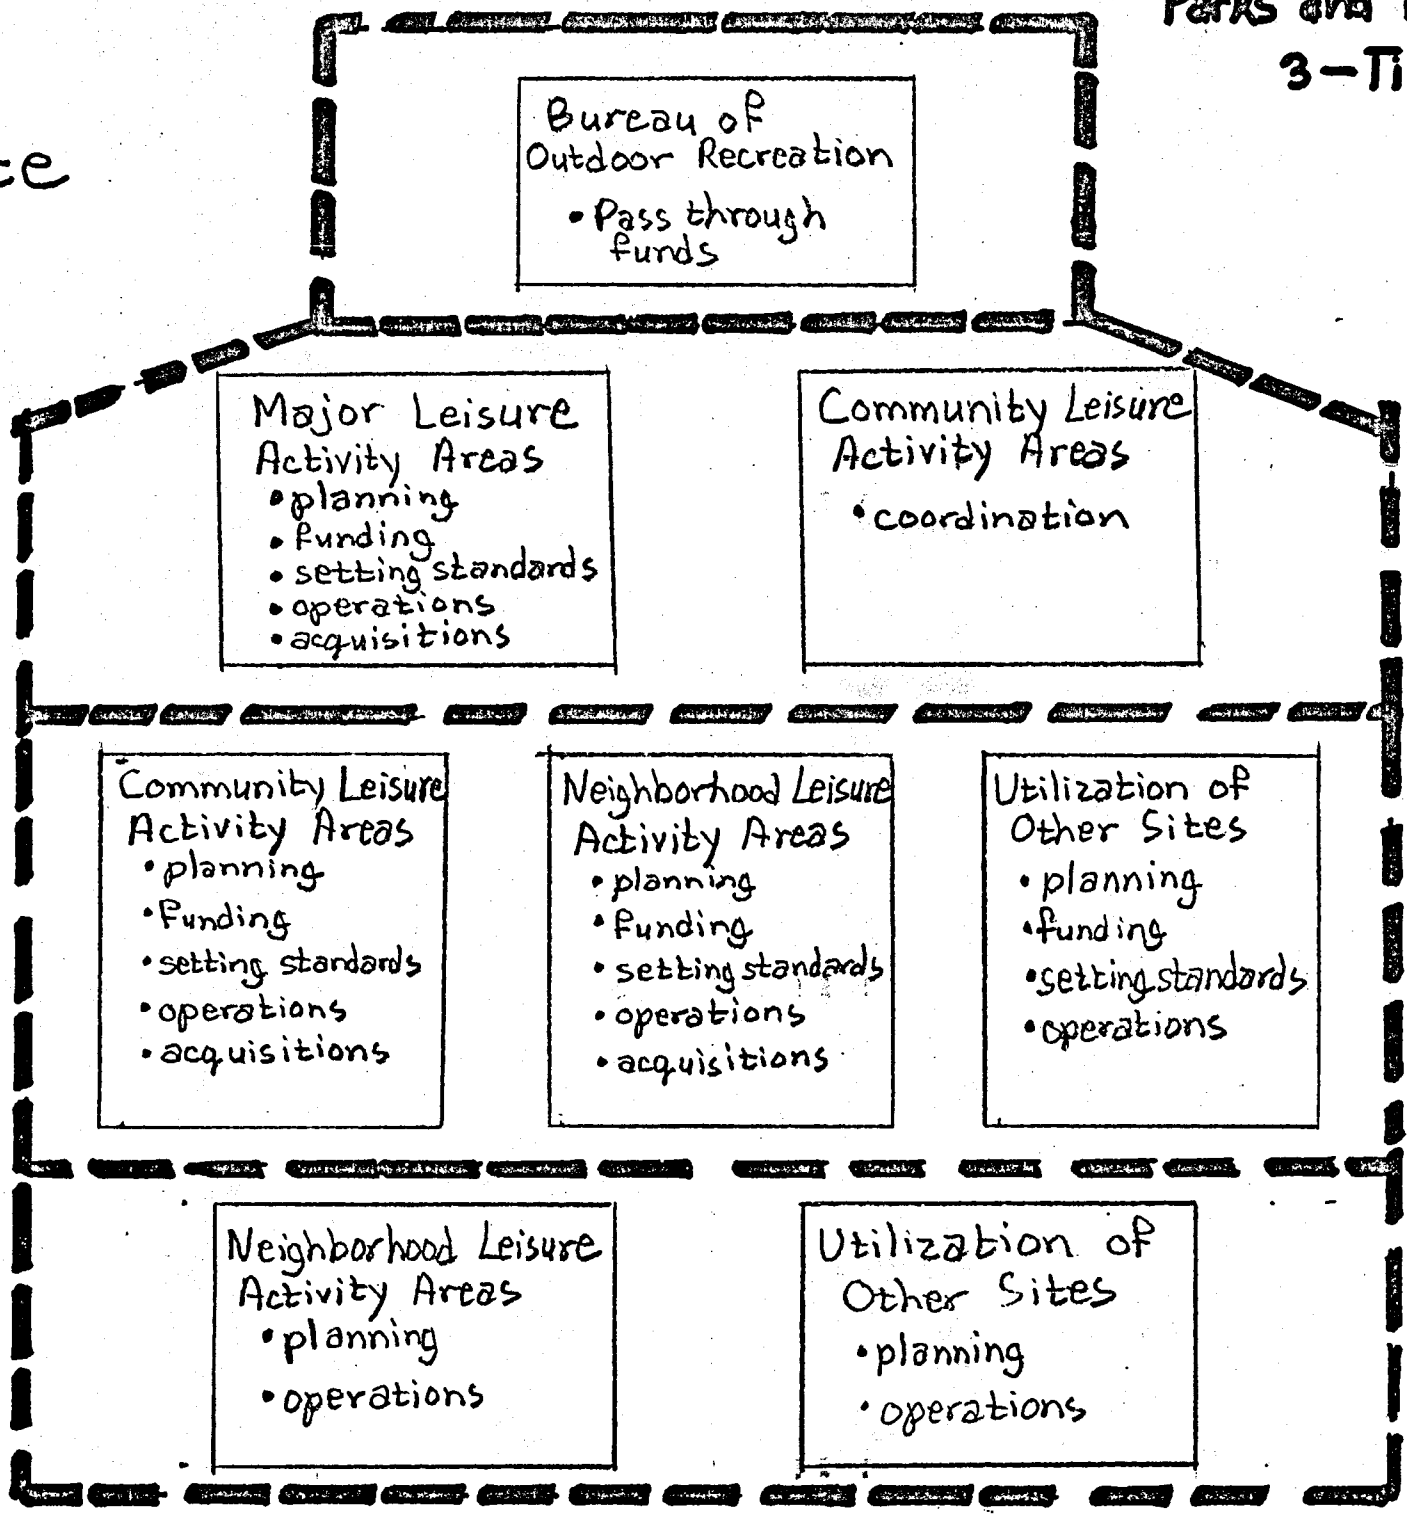 Parks and
3-Ti
Bureau of
Outdoor Recreation
• Pass through
funds
Major Leisure
Activity Areas
• planning
• funding
• setting standards
• operations
• acquisitions
Community Leisure
Activity Areas
• coordination
Community Leisure
Activity Areas
• planning
• funding
• setting standards
• operations
• acquisitions
Neighborhood Leisure
Activity Areas
• planning
• funding
• setting standards
• operations
• acquisitions
Utilization of
Other Sites
• planning
• funding
• setting standards
• operations
Neighborhood Leisure
Activity Areas
• planning
• operations
Utilization of
Other Sites
• planning
• operations